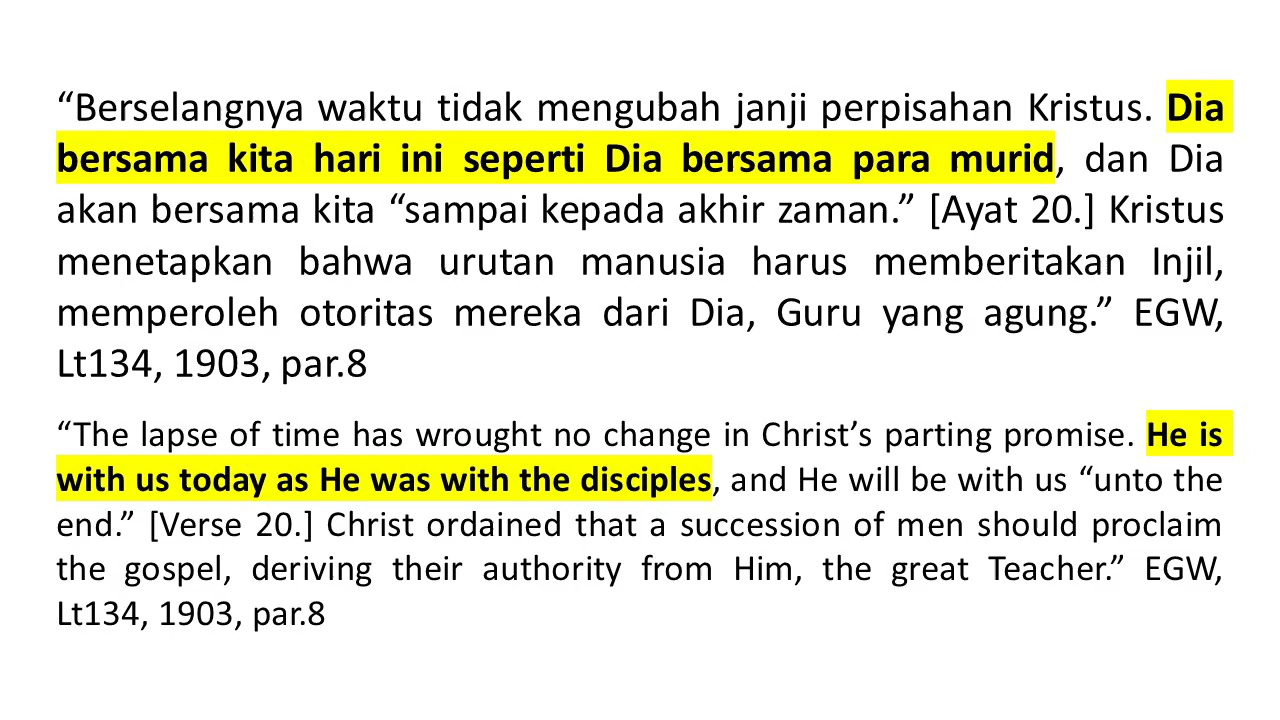 “Berselangnya waktu tidak mengubah janji perpisahan Kristus. Dia
bersama kita hari ini seperti Dia bersama para murid, dan Dia
akan bersama kita “sampai kepada akhir zaman.” [Ayat 20.] Kristus
menetapkan bahwa urutan manusia harus memberitakan Injil,
memperoleh otoritas mereka dari Dia, Guru yang agung.” EGW,
Lt134, 1903, par.8
“The lapse of time has wrought no change in Christ’s parting promise. He is
with us today as He was with the disciples, and He will be with us “unto the
end.” [Verse 20.] Christ ordained that a succession of men should proclaim
the gospel, deriving their authority from Him, the great Teacher.” EGW,
Lt134, 1903, par.8